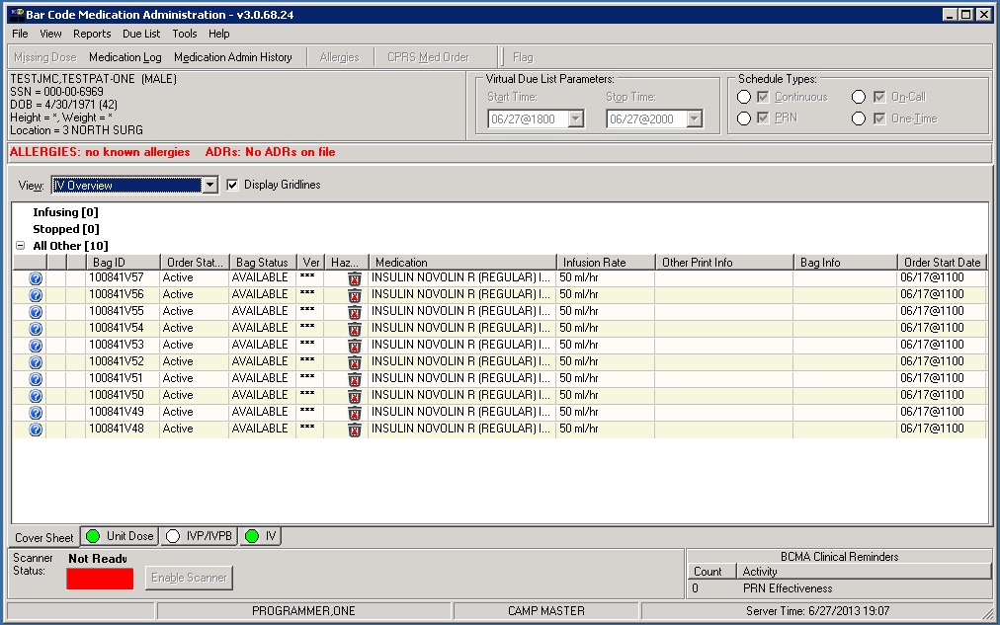 Bar Code Medication Administration - v3.0.68.24
File View Reports Due List Tools Help
Missing Dose Medication Log Medication Admin History Allergies CPRS Med Order Flag
TESTJMC,TESTPAT-ONE (MALE)
SSN = 000-00-6969
DOB = 4/30/1971 (42)
Height = *, Weight = *
Location = 3 NORTH SURG
Virtual Due List Parameters:
Start Time: Stop Time:
06/27@1800 06/27@2000
Schedule Types:
Continuous On-Call
PRN One-Time
ALLERGIES: no known allergies ADRs: No ADRs on file
View: IV Overview Display Gridlines
Infusing [0]
Stopped [0]
All Other [10]
Bag ID Order Stat... Bag Status Ver Haz... Medication Infusion Rate Other Print Info Bag Info Order Start Date
100841V57 Active AVAILABLE *** INSULIN NOVOLIN R (REGULAR) I... 50 ml/hr 06/17@1100
100841V56 Active AVAILABLE *** INSULIN NOVOLIN R (REGULAR) I... 50 ml/hr 06/17@1100
100841V55 Active AVAILABLE *** INSULIN NOVOLIN R (REGULAR) I... 50 ml/hr 06/17@1100
100841V54 Active AVAILABLE *** INSULIN NOVOLIN R (REGULAR) I... 50 ml/hr 06/17@1100
100841V53 Active AVAILABLE *** INSULIN NOVOLIN R (REGULAR) I... 50 ml/hr 06/17@1100
100841V52 Active AVAILABLE *** INSULIN NOVOLIN R (REGULAR) I... 50 ml/hr 06/17@1100
100841V51 Active AVAILABLE *** INSULIN NOVOLIN R (REGULAR) I... 50 ml/hr 06/17@1100
100841V50 Active AVAILABLE *** INSULIN NOVOLIN R (REGULAR) I... 50 ml/hr 06/17@1100
100841V49 Active AVAILABLE *** INSULIN NOVOLIN R (REGULAR) I... 50 ml/hr 06/17@1100
100841V48 Active AVAILABLE *** INSULIN NOVOLIN R (REGULAR) I... 50 ml/hr 06/17@1100
Cover Sheet Unit Dose IVP/IVPB IV
Scanner Status: Not Ready
Enable Scanner
BCMA Clinical Reminders
Count Activity
0 PRN Effectiveness
PROGRAMMER,ONE CAMP MASTER Server Time: 6/27/2013 19:07